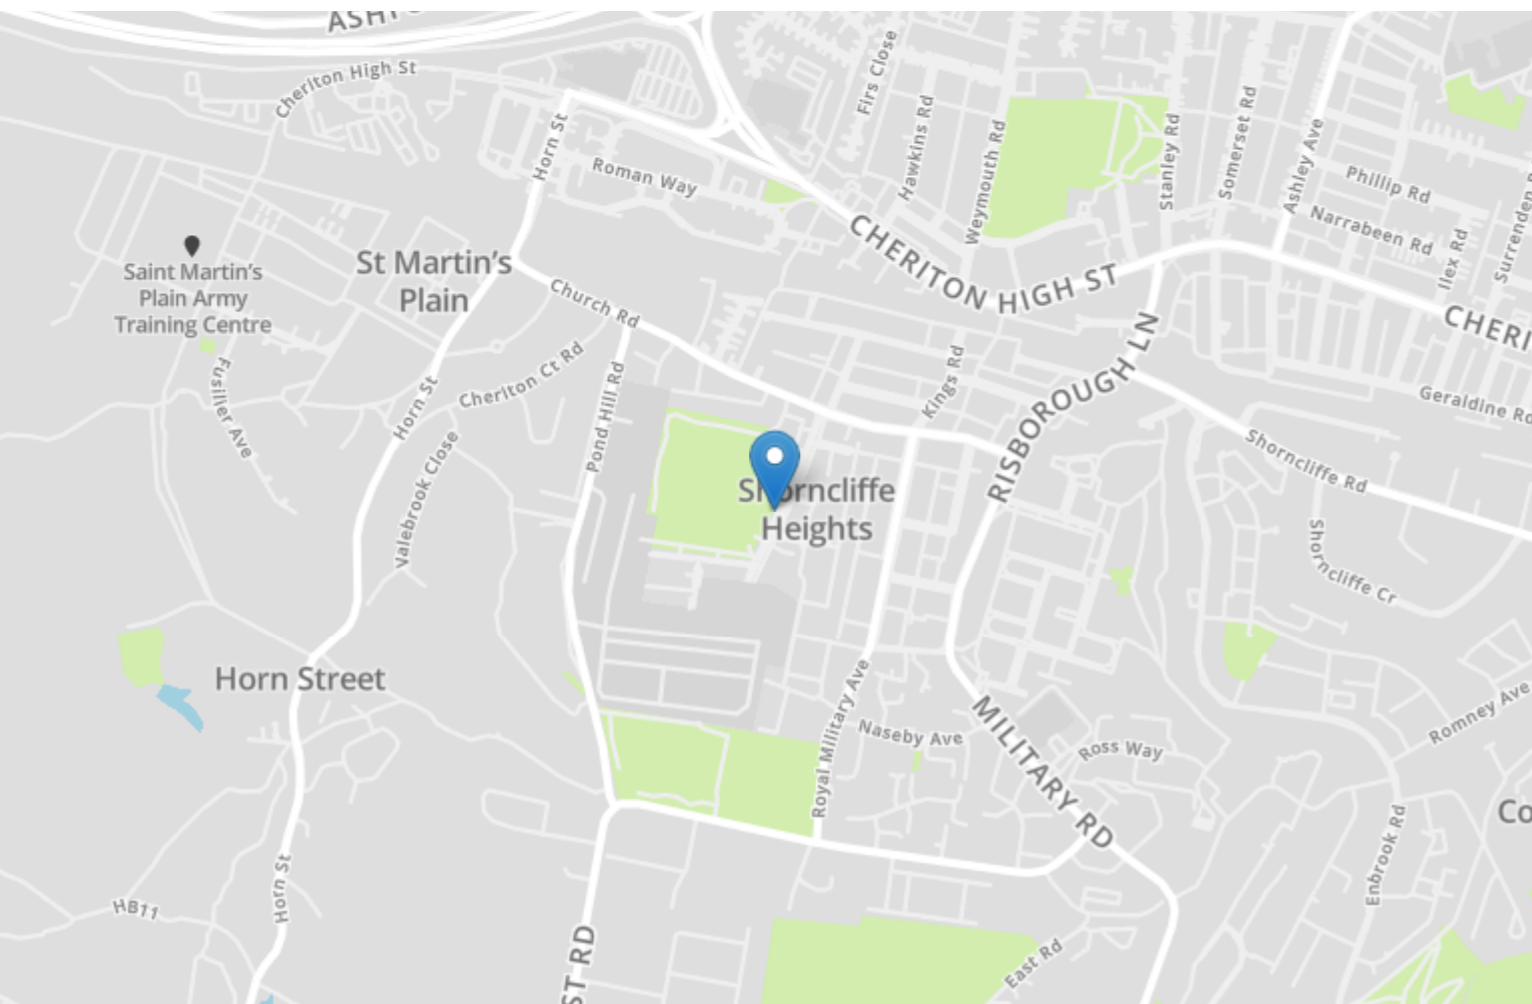 Cheriton High St
Horn St
Roman Way
Firs Close
Hawkins Rd
Weymouth Rd
Stanley Rd
Somerset Rd
Ashley Ave
Phillip Rd
Narrabeen Rd
Ilex Rd
CHERITON HIGH ST
Saint Martin's
Plain Army
Training Centre
St Martin's
Plain
Church Rd
Fusilier Ave
Horn St
Cheriton Ct Rd
Pond Hill Rd
Kings Rd
RISBOROUGH LN
Geraldine Rd
Shorncliffe Rd
Valebrook Close
Shorncliffe
Heights
Shorncliffe Cr
Horn Street
Royal Military Ave
Naseby Ave
MILITARY RD
Ross Way
Romney Ave
Enbrook Rd
Horn St
HB11
East Rd
ST RD